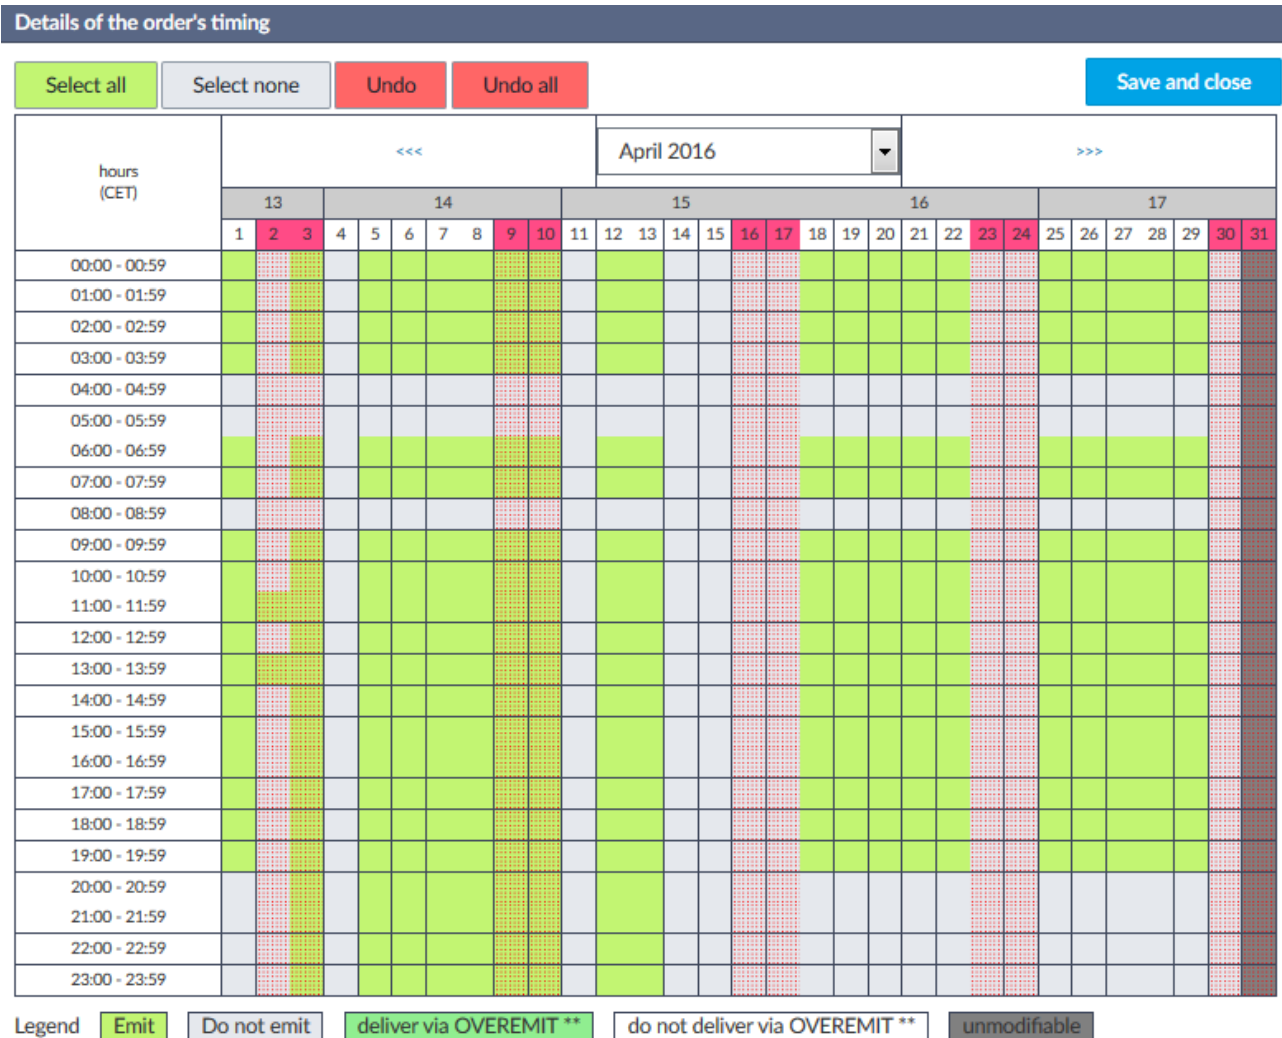 Details of the order's timing
Select all Select none Undo Undo all Save and close
hours
(CET)
<<< April 2016 >>>
13 14 15 16 17
1 2 3 4 5 6 7 8 9 10 11 12 13 14 15 16 17 18 19 20 21 22 23 24 25 26 27 28 29 30 31
00:00 - 00:59
01:00 - 01:59
02:00 - 02:59
03:00 - 03:59
04:00 - 04:59
05:00 - 05:59
06:00 - 06:59
07:00 - 07:59
08:00 - 08:59
09:00 - 09:59
10:00 - 10:59
11:00 - 11:59
12:00 - 12:59
13:00 - 13:59
14:00 - 14:59
15:00 - 15:59
16:00 - 16:59
17:00 - 17:59
18:00 - 18:59
19:00 - 19:59
20:00 - 20:59
21:00 - 21:59
22:00 - 22:59
23:00 - 23:59
Legend Emit Do not emit deliver via OVEREMIT ** do not deliver via OVEREMIT ** unmodifiable